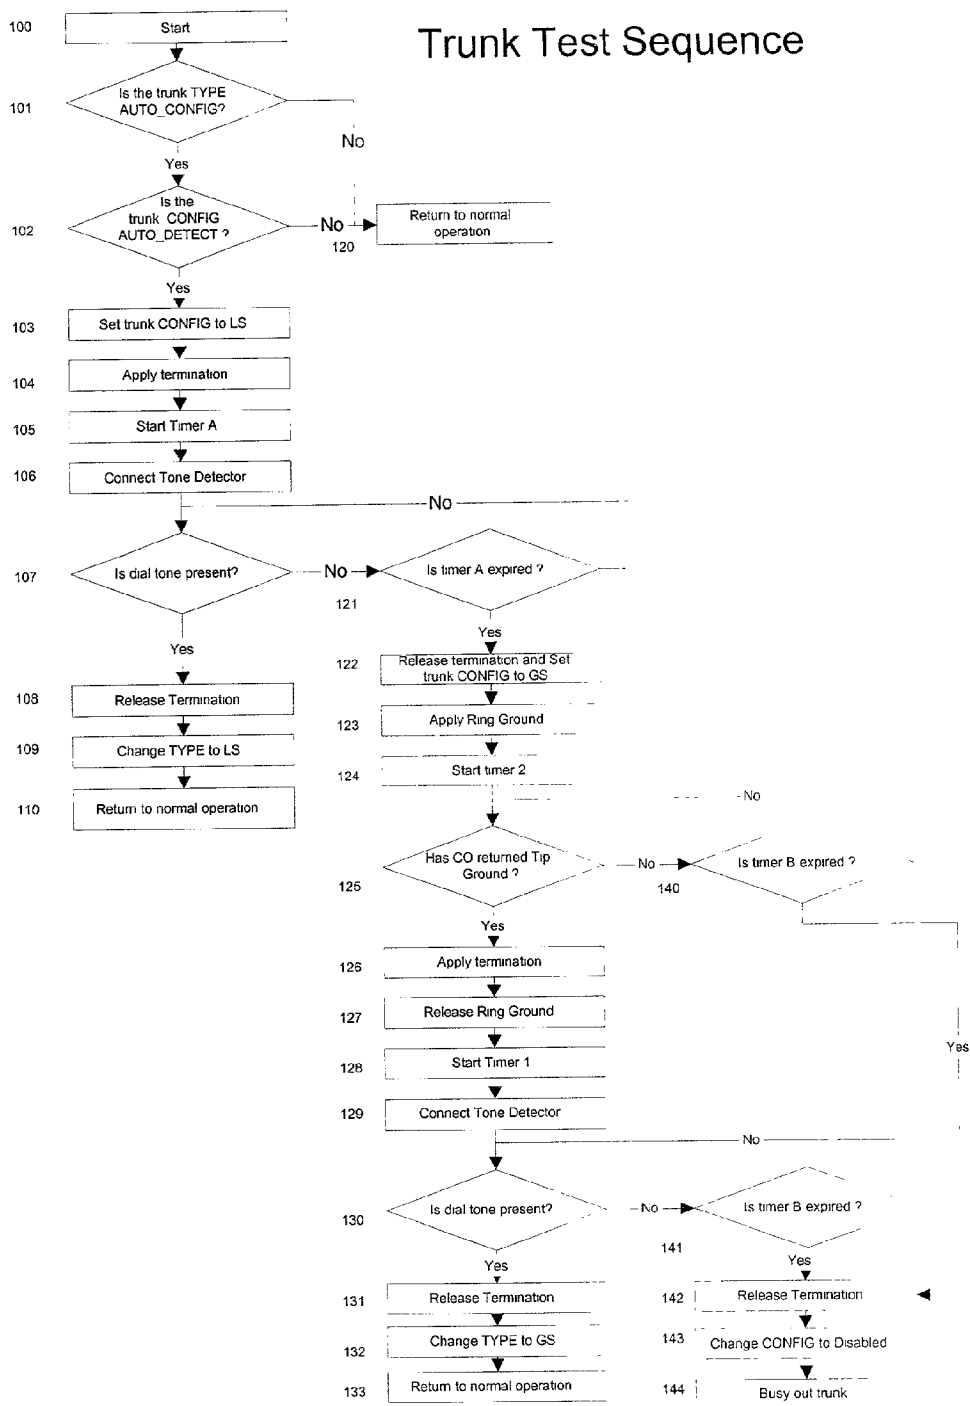 Trunk Test Sequence
100
Start
101
Is the trunk TYPE
AUTO_CONFIG?
No
Yes
102
Is the
trunk CONFIG
AUTO_DETECT ?
No
120
Return to normal
operation
Yes
103
Set trunk CONFIG to LS
104
Apply termination
105
Start Timer A
106
Connect Tone Detector
No
107
Is dial tone present?
No
121
Is timer A expired ?
Yes
Yes
122
Release termination and Set
trunk CONFIG to GS
108
Release Termination
123
Apply Ring Ground
109
Change TYPE to LS
124
Start timer 2
110
Return to normal operation
No
125
Has CO returned Tip
Ground ?
No
140
Is timer B expired ?
Yes
126
Apply termination
127
Release Ring Ground
Yes
128
Start Timer 1
129
Connect Tone Detector
No
130
Is dial tone present?
No
141
Is timer B expired ?
Yes
Yes
131
Release Termination
142
Release Termination
132
Change TYPE to GS
143
Change CONFIG to Disabled
133
Return to normal operation
144
Busy out trunk